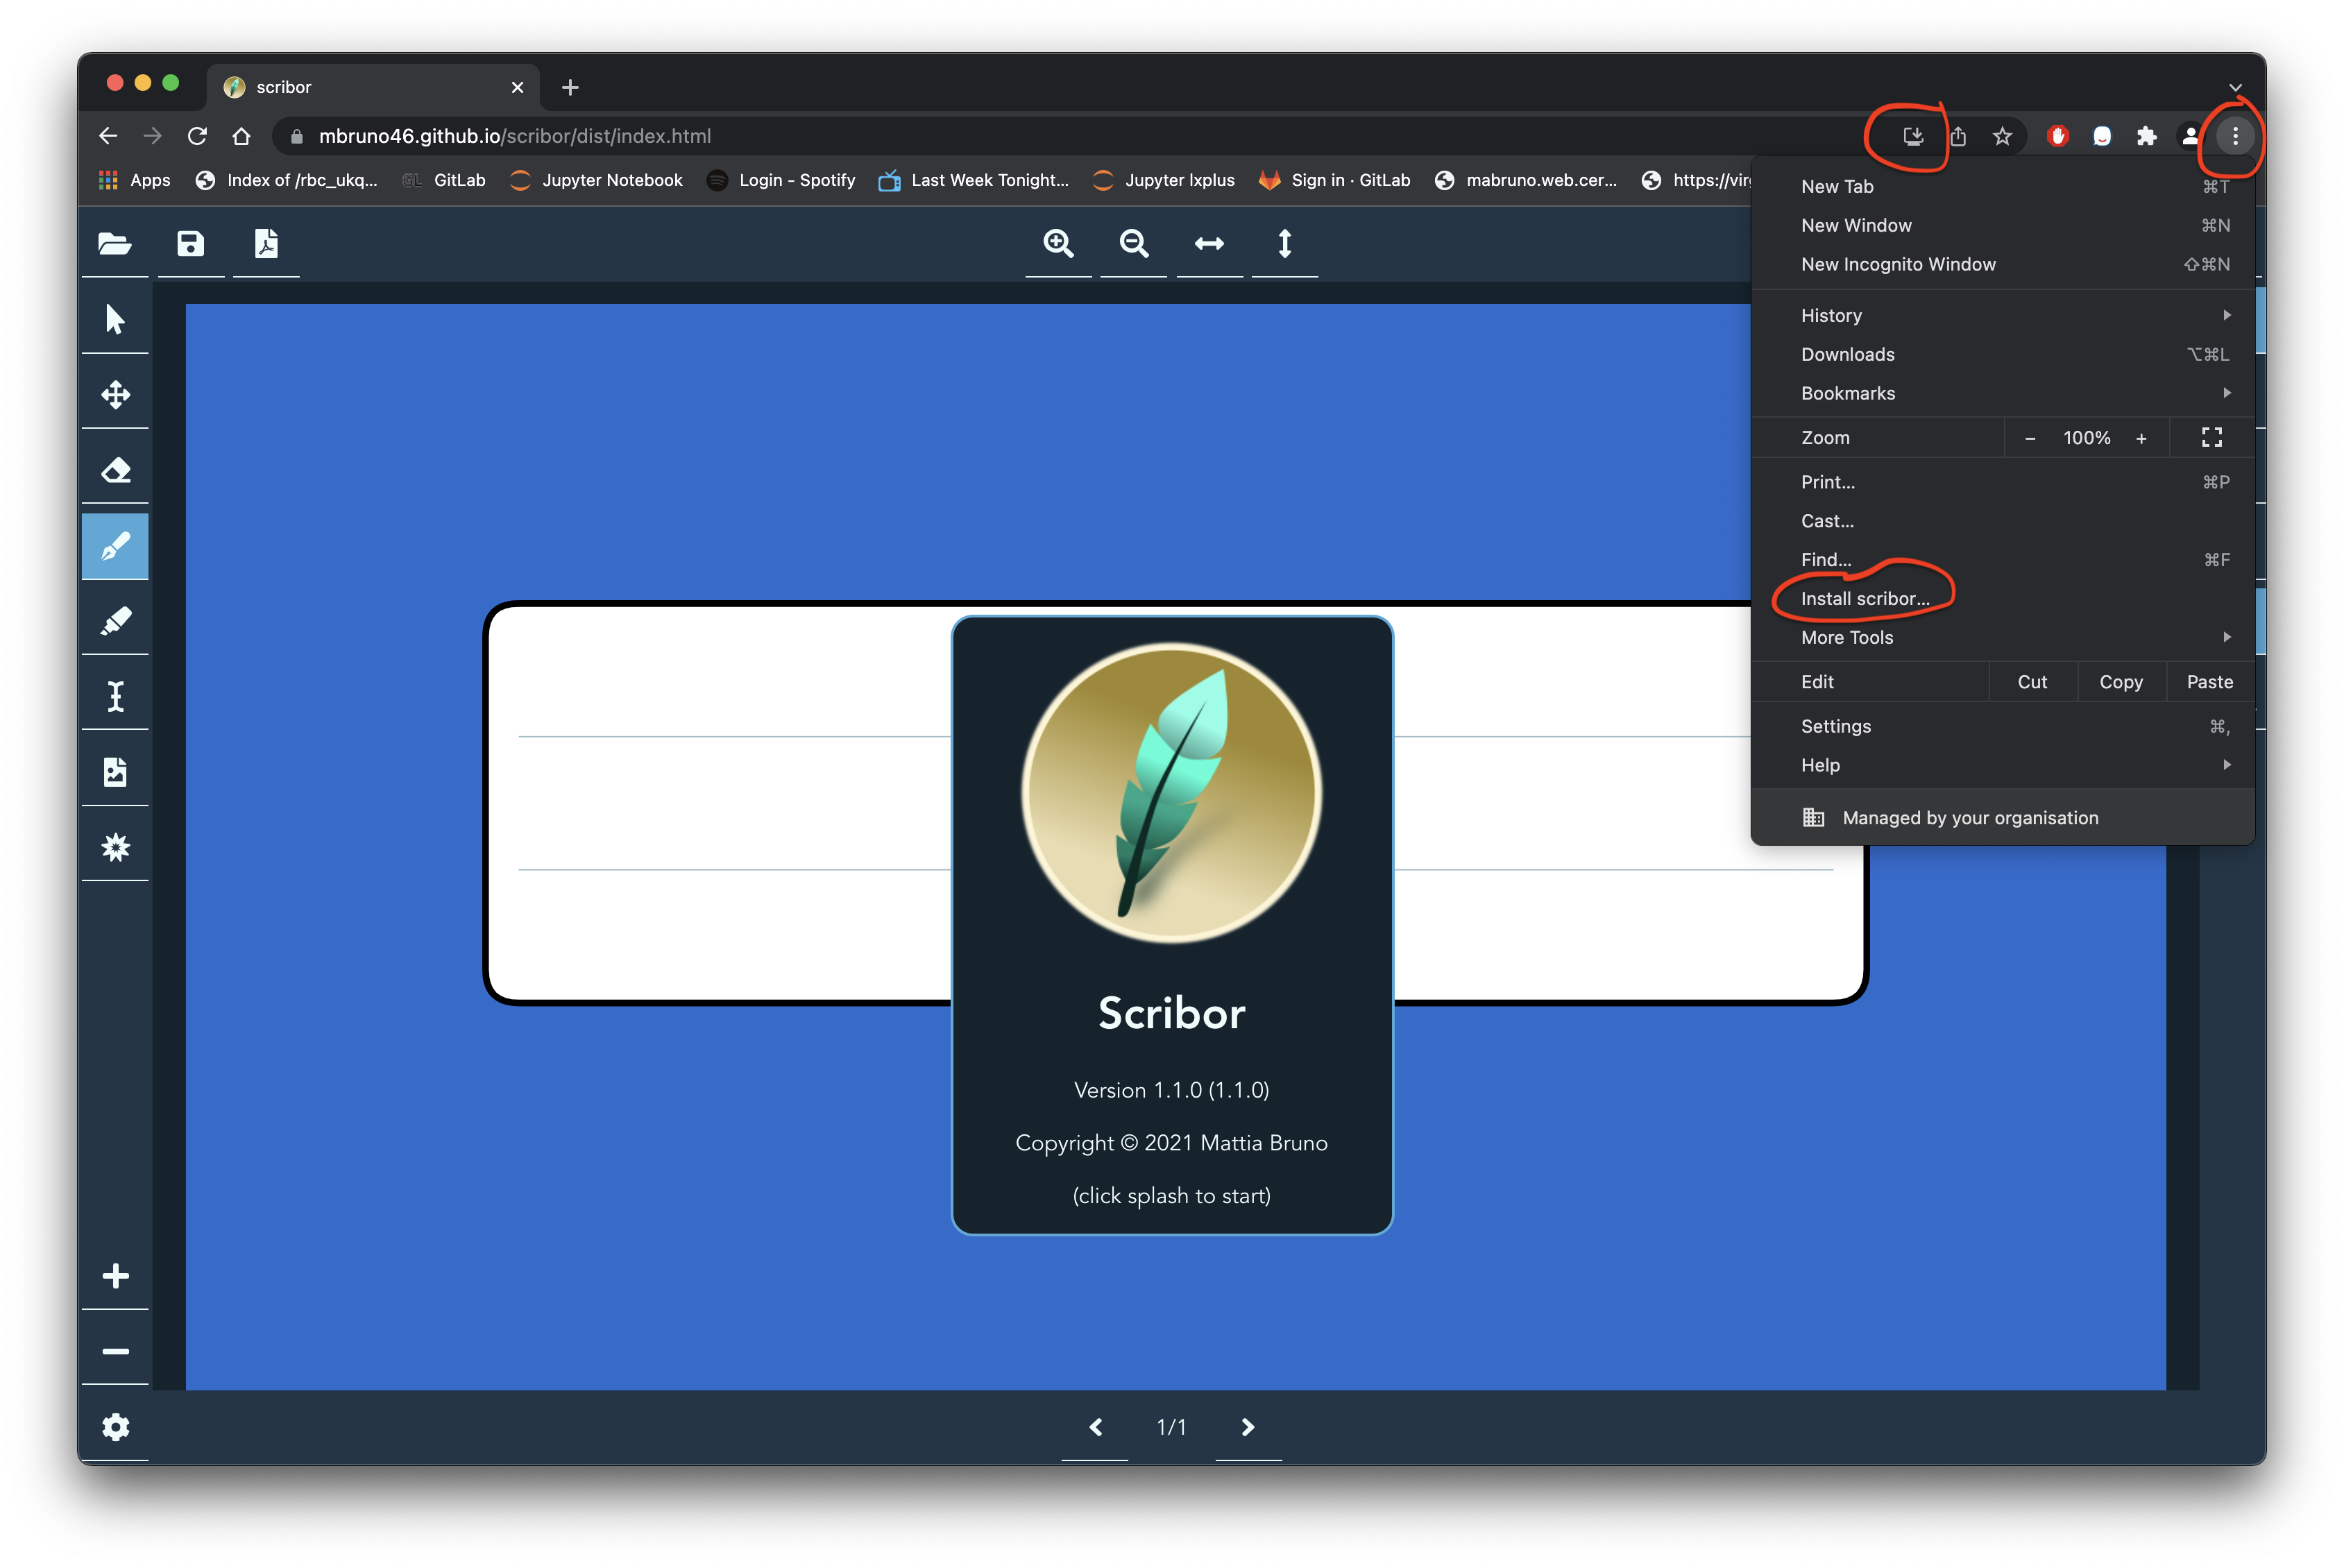 scribor
mbruno46.github.io/scribor/dist/index.html
Apps Index of /rbc_ukq... GL GitLab Jupyter Notebook Login - Spotify Last Week Tonight... Jupyter lxplus Sign in · GitLab mabruno.web.cer... https://vir
New Tab ⌘T
New Window ⌘N
New Incognito Window ⇧⌘N
History
Downloads ⌥⌘L
Bookmarks
Zoom − 100% +
Print... ⌘P
Cast...
Find... ⌘F
Install scribor...
More Tools
Edit Cut Copy Paste
Settings ⌘,
Help
Managed by your organisation
Scribor
Version 1.1.0 (1.1.0)
Copyright © 2021 Mattia Bruno
(click splash to start)
1/1